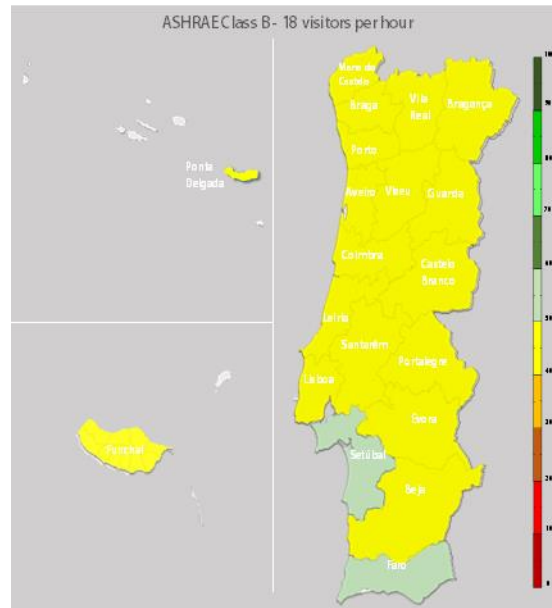 ASHRAE Class B - 18 visitors per hour
Ponta
Delgada
Funchal
Viana do
Castelo
Braga
Vila
Real
Bragança
Porto
Aveiro
Viseu
Guarda
Coimbra
Castelo
Branco
Leiria
Santarém
Portalegre
Lisboa
Évora
Setúbal
Beja
Faro